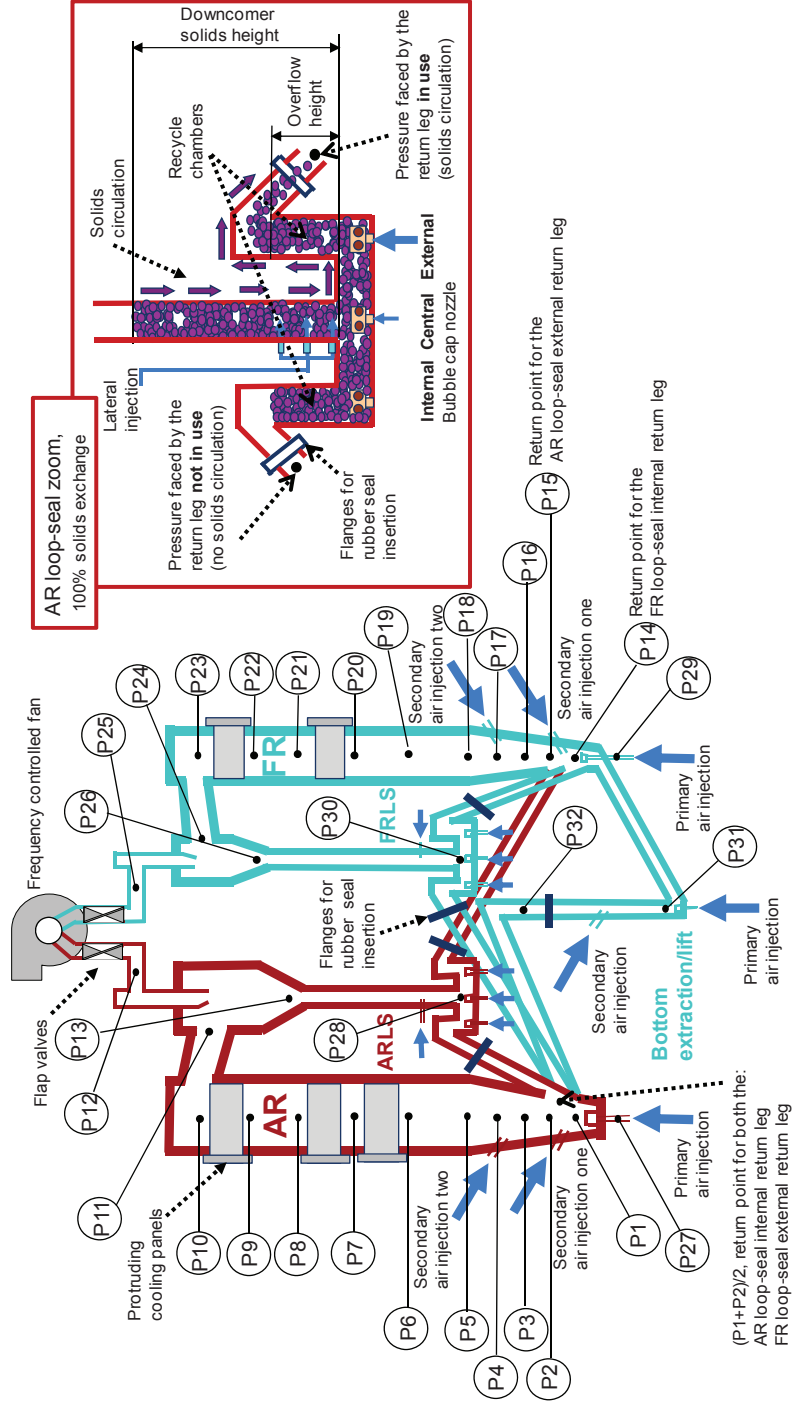 Frequency controlled fan
Flap valves
P11
P12
P13
P26
P25
P24
Protruding
cooling panels
P10
P9
P8
P7
P6
P5
P4
P3
P2
P1
P27
AR
FR
P23
P22
P21
P20
P19
P18
P17
P16
P15
P14
P29
Secondary
air injection two
Secondary
air injection one
Primary
air injection
ARLS
P28
Flanges for
rubber seal
insertion
FRLS
P30
P32
P31
Secondary
air injection
Primary
air injection
Bottom
extraction/lift
Secondary
air injection two
Secondary
air injection one
Primary
air injection
Return point for the
AR loop-seal external return leg
Return point for the
FR loop-seal internal return leg
(P1+P2)/2, return point for both the:
AR loop-seal internal return leg
FR loop-seal external return leg
AR loop-seal zoom,
100% solids exchange
Lateral
injection
Solids
circulation
Downcomer
solids height
Recycle
chambers
Overflow
height
Pressure faced by the
return leg not in use
(no solids circulation)
Flanges for
rubber seal
insertion
Internal Central External
Bubble cap nozzle
Pressure faced by the
return leg in use
(solids circulation)